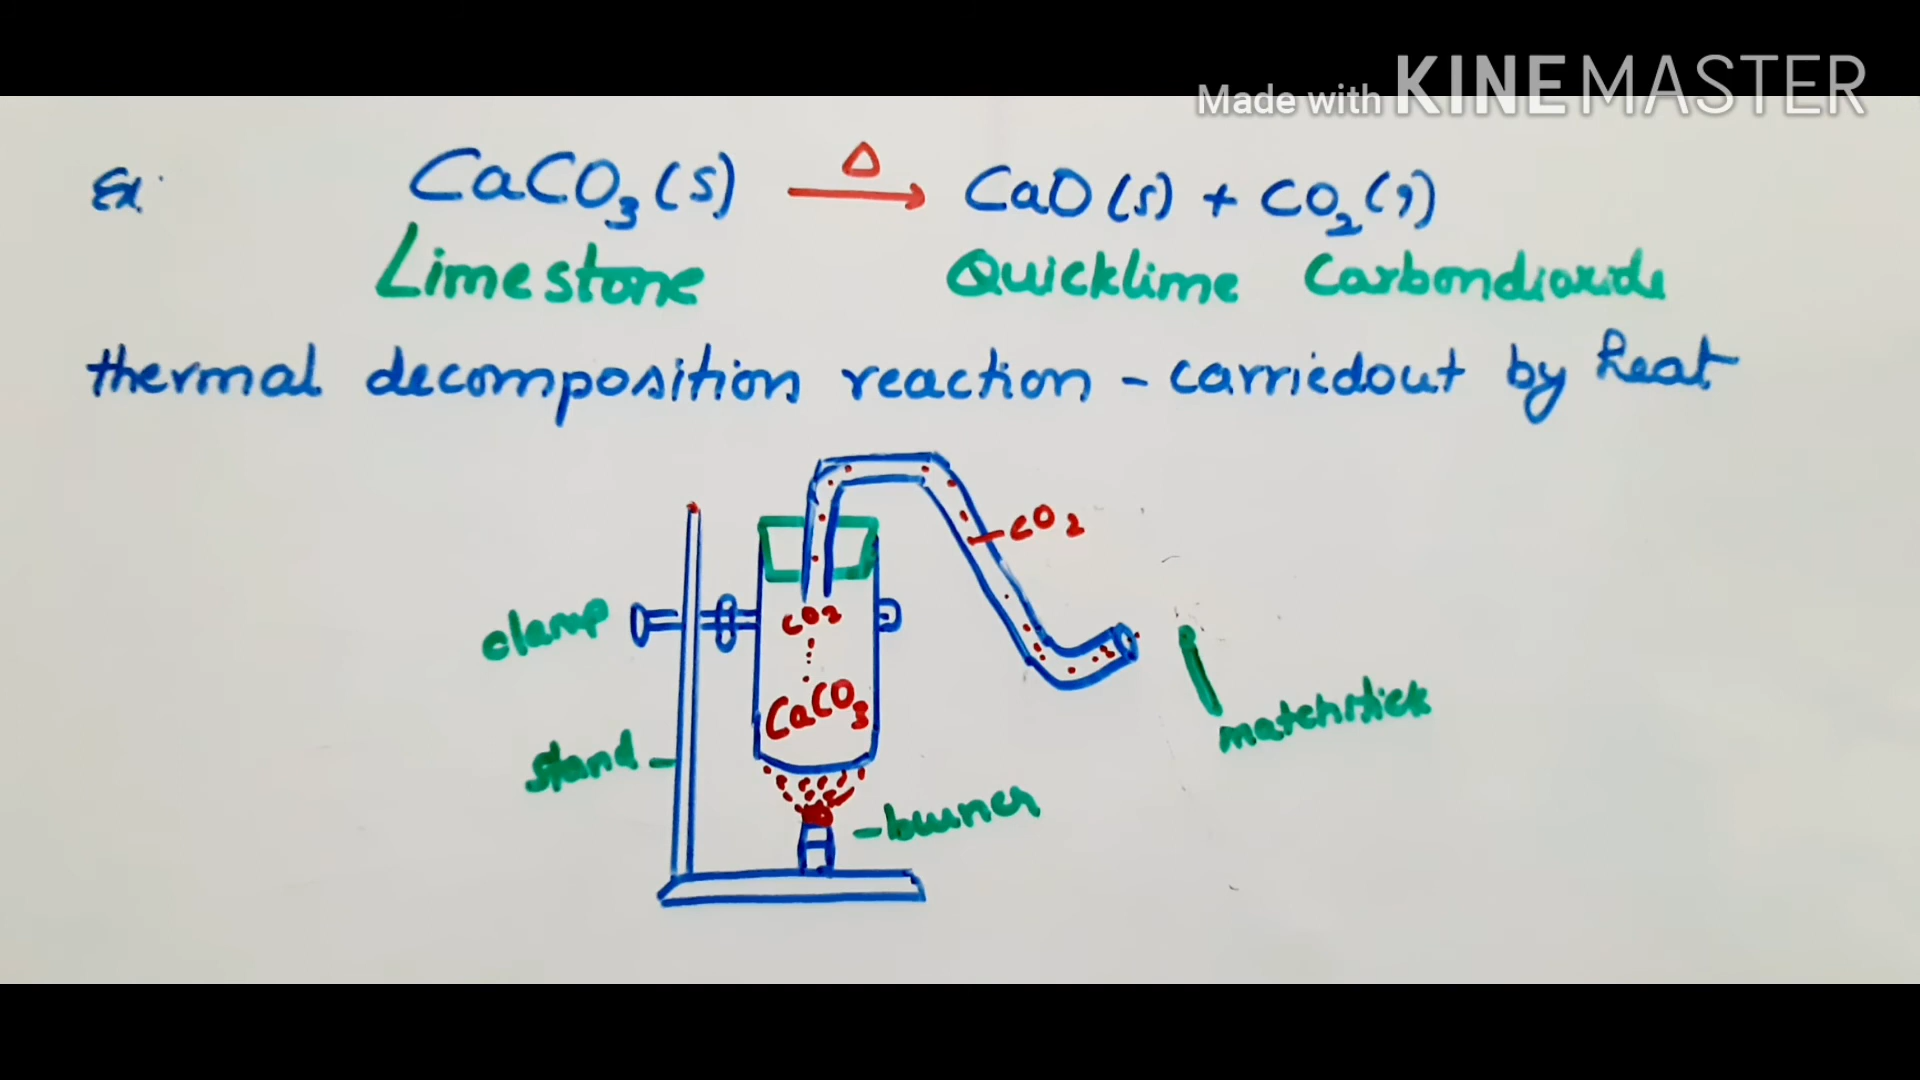 Made with KINEMASTER
Ex: CaCO₃(s) →Δ CaO(s) + CO₂(g)
Limestone Quicklime Carbondioxide
thermal decomposition reaction - carriedout by heat
CO₂
clamp
CO₂
CaCO₃
matchstick
stand
burner